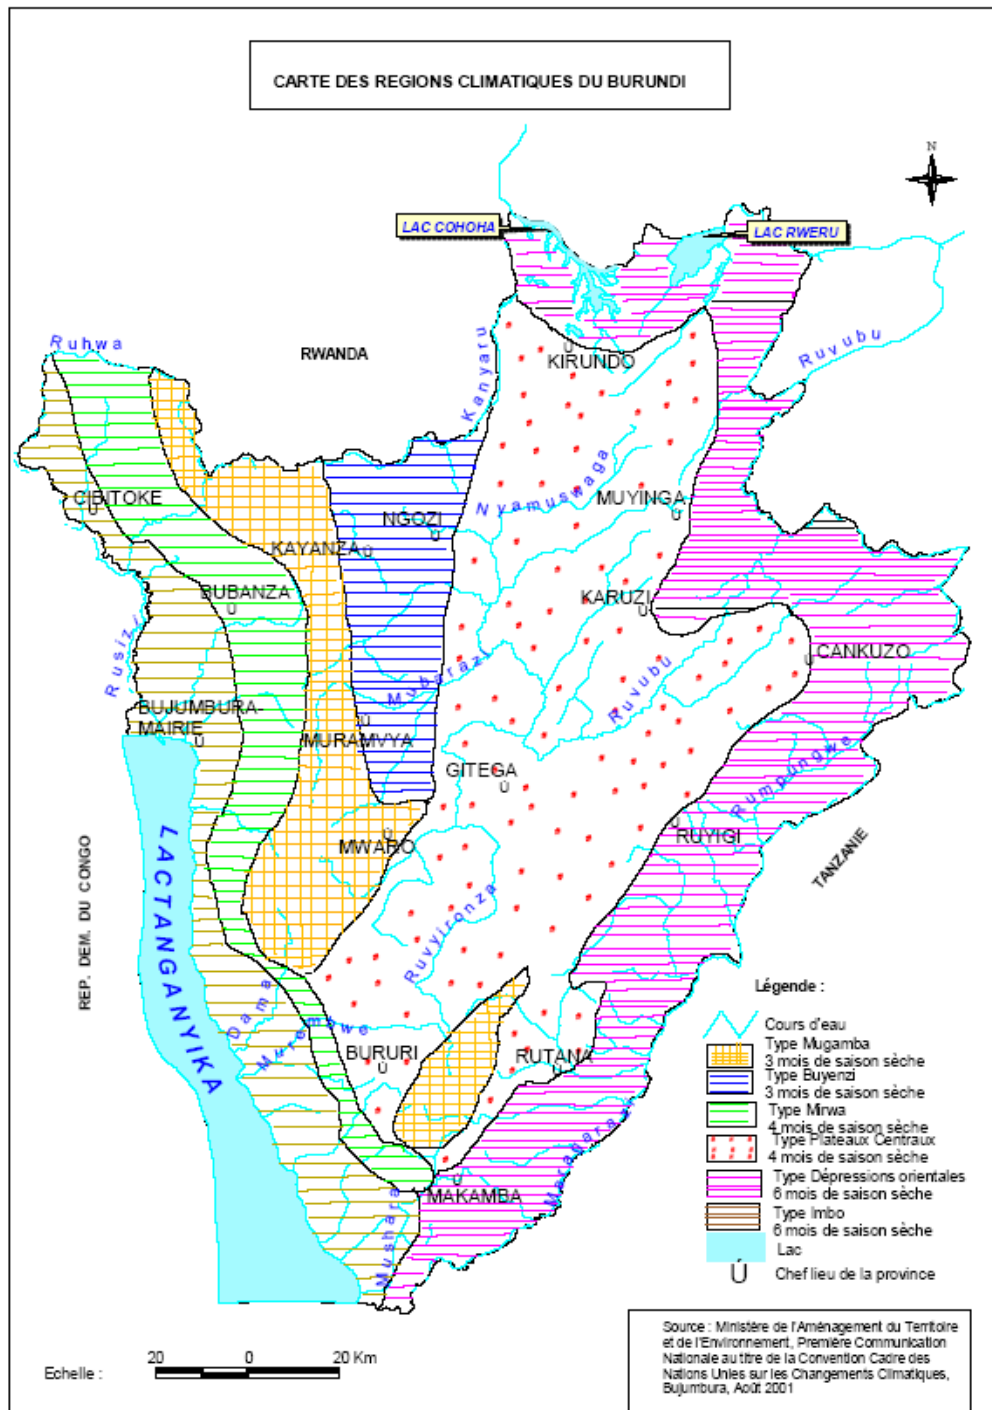 CARTE DES REGIONS CLIMATIQUES DU BURUNDI
N
LAC COHOHA
LAC RWERU
Ruhwa
RWANDA
Kanyaru
KIRUNDO
Ruvubu
CIBITOKE
NGOZI
Nyamuswaga
MUYINGA
KAYANZA
BUBANZA
KARUZI
Rusizi
Mubarazi
Ruvubu
CANKUZO
BUJUMBURA-
MAIRIE
MURAMVYA
GITEGA
Rumpungwe
MWARO
RUYIGI
TANZANIE
REP. DEM. DU CONGO
LAC TANGANYIKA
Ruvyironza
Dama
Murembwe
BURURI
RUTANA
Maragarazi
MAKAMBA
Mushara
Légende :
Cours d'eau
Type Mugamba
3 mois de saison sèche
Type Buyenzi
3 mois de saison sèche
Type Mirwa
4 mois de saison sèche
Type Plateaux Centraux
4 mois de saison sèche
Type Dépressions orientales
6 mois de saison sèche
Type Imbo
6 mois de saison sèche
Lac
Ú Chef lieu de la province
Echelle :
20 0 20 Km
Source : Ministère de l'Aménagement du Territoire
et de l'Environnement, Première Communication
Nationale au titre de la Convention Cadre des
Nations Unies sur les Changements Climatiques,
Bujumbura, Août 2001